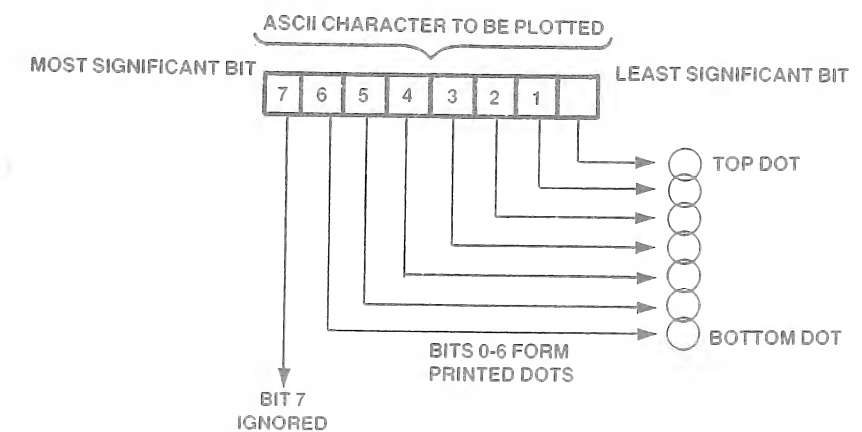 ASCII CHARACTER TO BE PLOTTED
MOST SIGNIFICANT BIT
LEAST SIGNIFICANT BIT
7 6 5 4 3 2 1
TOP DOT
BOTTOM DOT
BITS 0-6 FORM
PRINTED DOTS
BIT 7
IGNORED